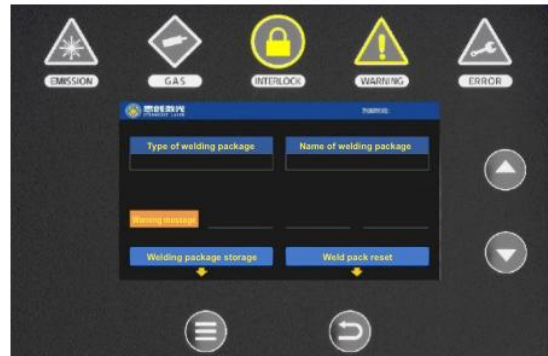 EMISSION
GAS
INTERLOCK
WARNING
ERROR
Type of welding package
Name of welding package
Warning message
Welding package storage
Weld pack reset